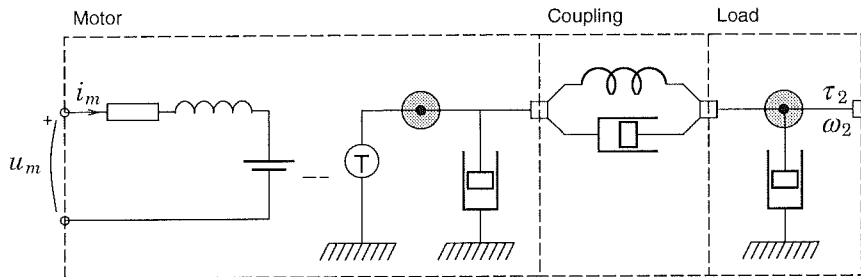 Motor
Coupling
Load
i_m
+
u_m
T
τ_2
ω_2